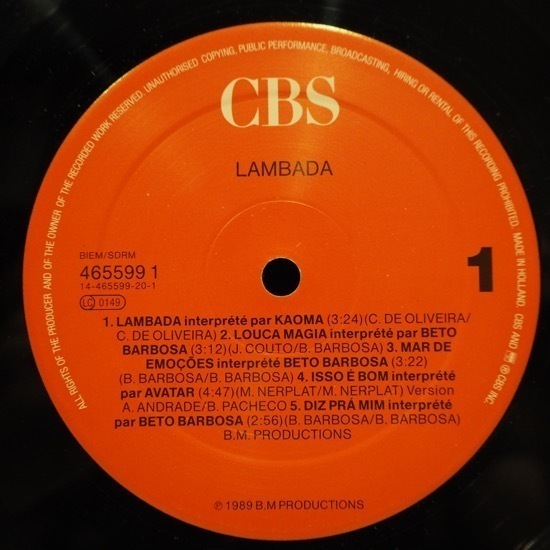 ALL RIGHTS OF THE PRODUCER AND OF THE OWNER OF THE RECORDED WORK RESERVED. UNAUTHORISED COPYING, PUBLIC PERFORMANCE, BROADCASTING, HIRING OR RENTAL OF THIS RECORDING PROHIBITED. MADE IN HOLLAND. CBS AND ARE ® CBS INC.
CBS
LAMBADA
BIEM/SDRM
465599 1
14-465599-20-1
LC 0149
1
1. LAMBADA interprété par KAOMA (3:24)(C. DE OLIVEIRA/
C. DE OLIVEIRA) 2. LOUCA MAGIA interprété par BETO
BARBOSA (3:12)(J. COUTO/B. BARBOSA) 3. MAR DE
EMOÇÕES interprété BETO BARBOSA (3:22)
(B. BARBOSA/B. BARBOSA) 4. ISSO É BOM interprété
par AVATAR (4:47)(M. NERPLAT/M. NERPLAT) Version
A. ANDRADE/B. PACHECO 5. DIZ PRÁ MIM interprété
par BETO BARBOSA (2:56)(B. BARBOSA/B. BARBOSA)
B.M. PRODUCTIONS
℗ 1989 B.M PRODUCTIONS